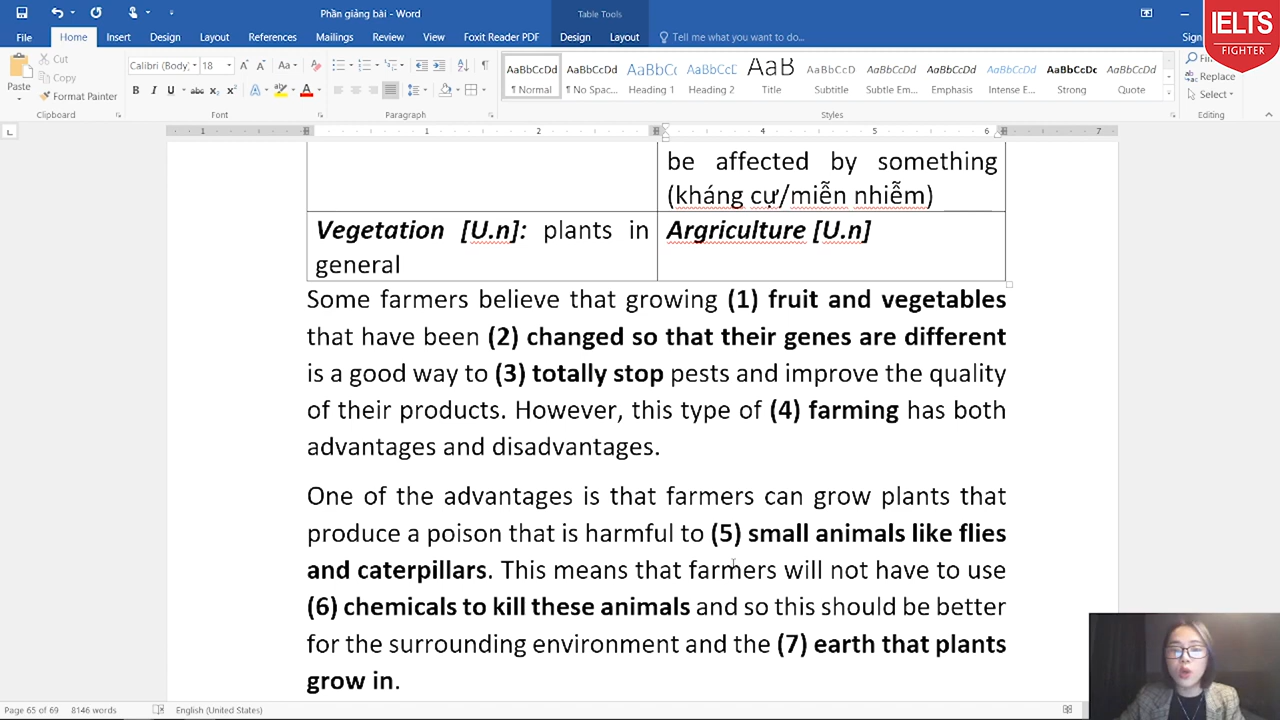 Phần giảng bài - Word
Table Tools
File Home Insert Design Layout References Mailings Review View Foxit Reader PDF Design Layout Tell me what you want to do... Sign
IELTS
FIGHTER
Paste
Cut
Copy
Format Painter
Clipboard
Calibri (Body) 18
Font
Paragraph
AaBbCcDd AaBbCcDd AaBbCc AaBbCcC AaB AaBbCcD AaBbCcDd AaBbCcDd AaBbCcDd AaBbCcDc AaBbCcDd
¶ Normal ¶ No Spac... Heading 1 Heading 2 Title Subtitle Subtle Em... Emphasis Intense E... Strong Quote
Styles
Replace
Select
Editing
1 1 2 4 5 6 7
be affected by something
(kháng cự/miễn nhiễm)
Vegetation [U.n]: plants in
general
Argriculture [U.n]
Some farmers believe that growing (1) fruit and vegetables
that have been (2) changed so that their genes are different
is a good way to (3) totally stop pests and improve the quality
of their products. However, this type of (4) farming has both
advantages and disadvantages.
One of the advantages is that farmers can grow plants that
produce a poison that is harmful to (5) small animals like flies
and caterpillars. This means that farmers will not have to use
(6) chemicals to kill these animals and so this should be better
for the surrounding environment and the (7) earth that plants
grow in.
Page 65 of 69 8146 words English (United States)